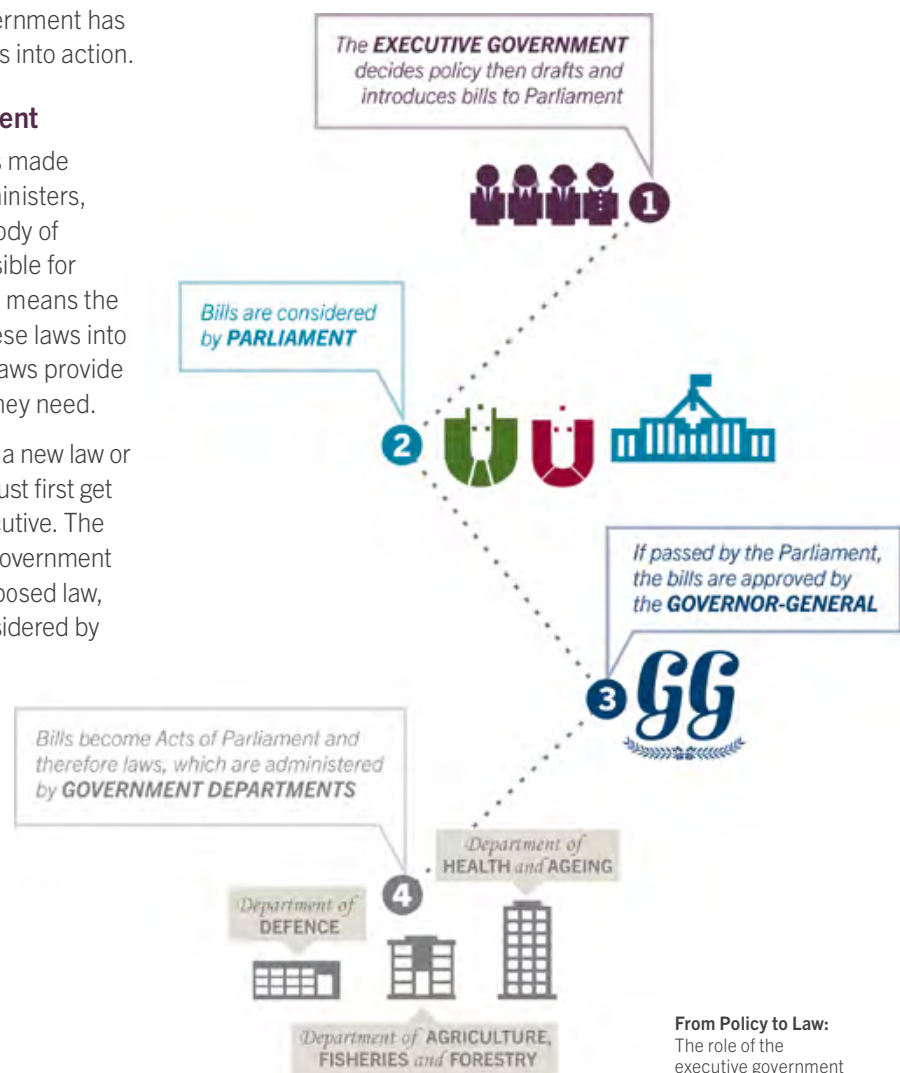 ernment has
s into action.
ent
s made
nisters,
ody of
sible for
means the
ese laws into
aws provide
hey need.
a new law or
ust first get
cutive. The
overnment
posed law,
sidered by
The EXECUTIVE GOVERNMENT
decides policy then drafts and
introduces bills to Parliament
1
Bills are considered
by PARLIAMENT
2
If passed by the Parliament,
the bills are approved by
the GOVERNOR-GENERAL
3
GG
Bills become Acts of Parliament and
therefore laws, which are administered
by GOVERNMENT DEPARTMENTS
4
Department of
HEALTH and AGEING
Department of
DEFENCE
Department of AGRICULTURE,
FISHERIES and FORESTRY
From Policy to Law:
The role of the
executive government